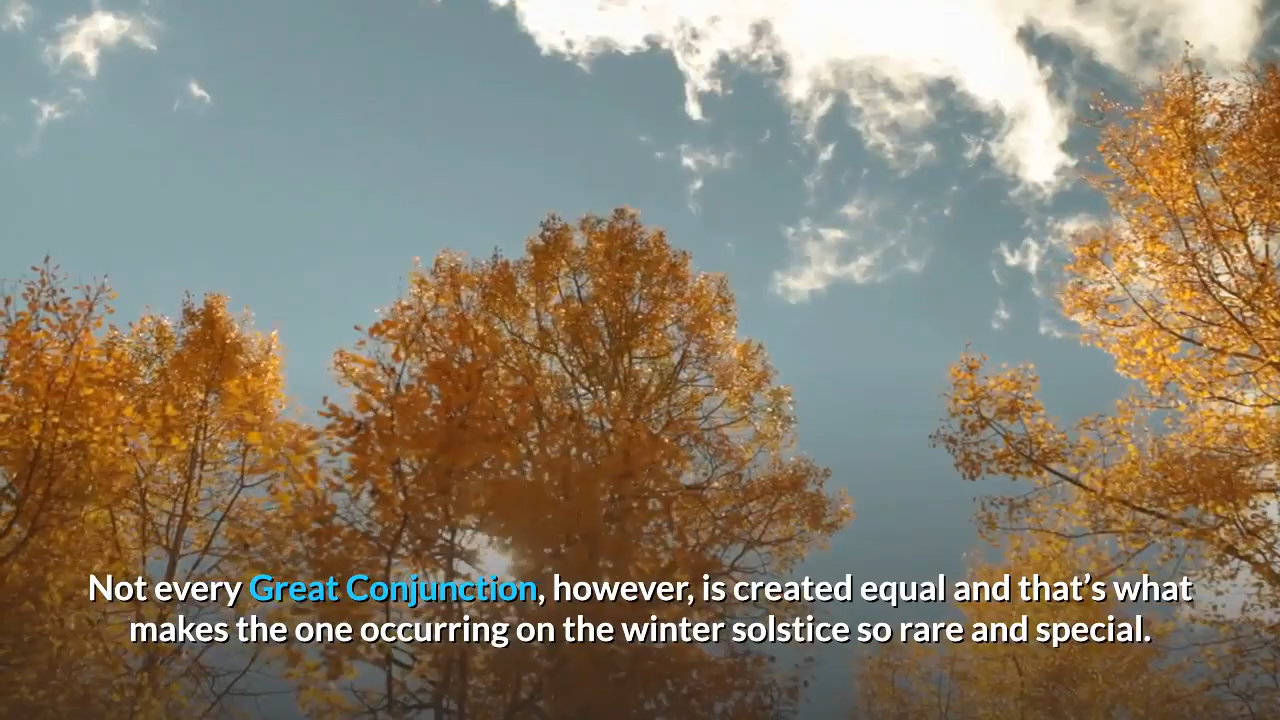 Not every Great Conjunction, however, is created equal and that’s what
makes the one occurring on the winter solstice so rare and special.